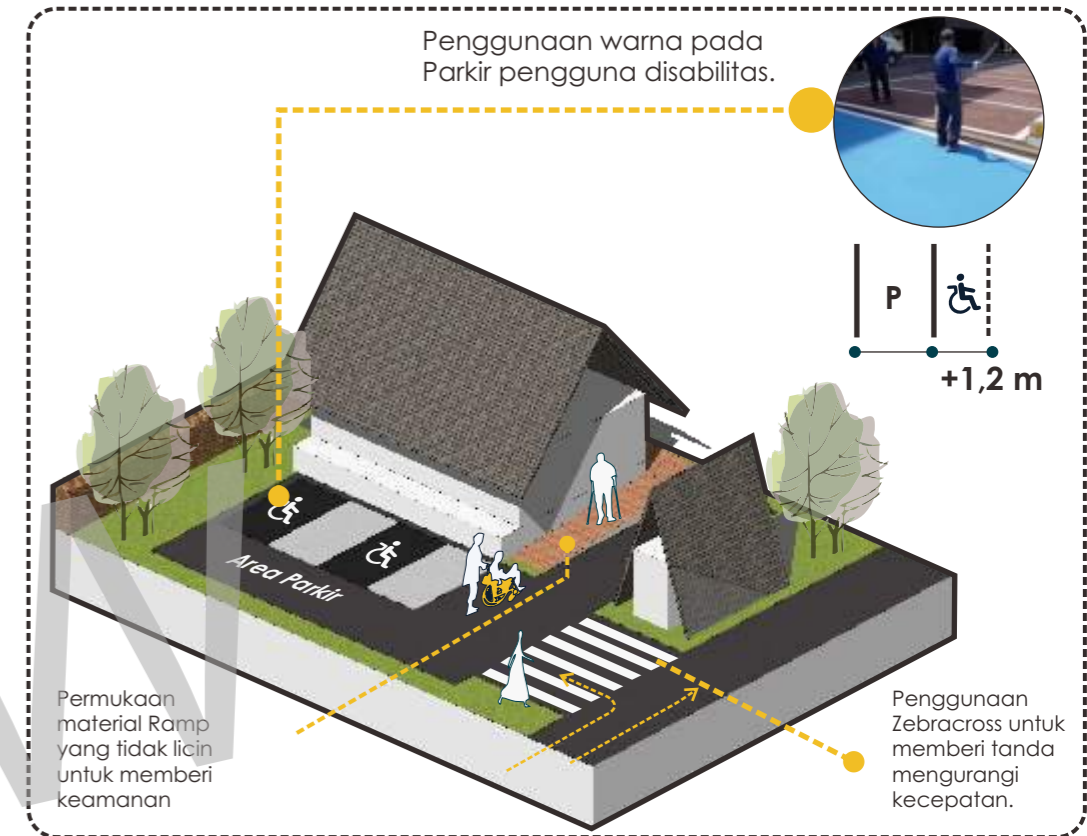 Penggunaan warna pada
Parkir pengguna disabilitas.
P
+1,2 m
Area Parkir
Permukaan
material Ramp
yang tidak licin
untuk memberi
keamanan
Penggunaan
Zebracross untuk
memberi tanda
mengurangi
kecepatan.